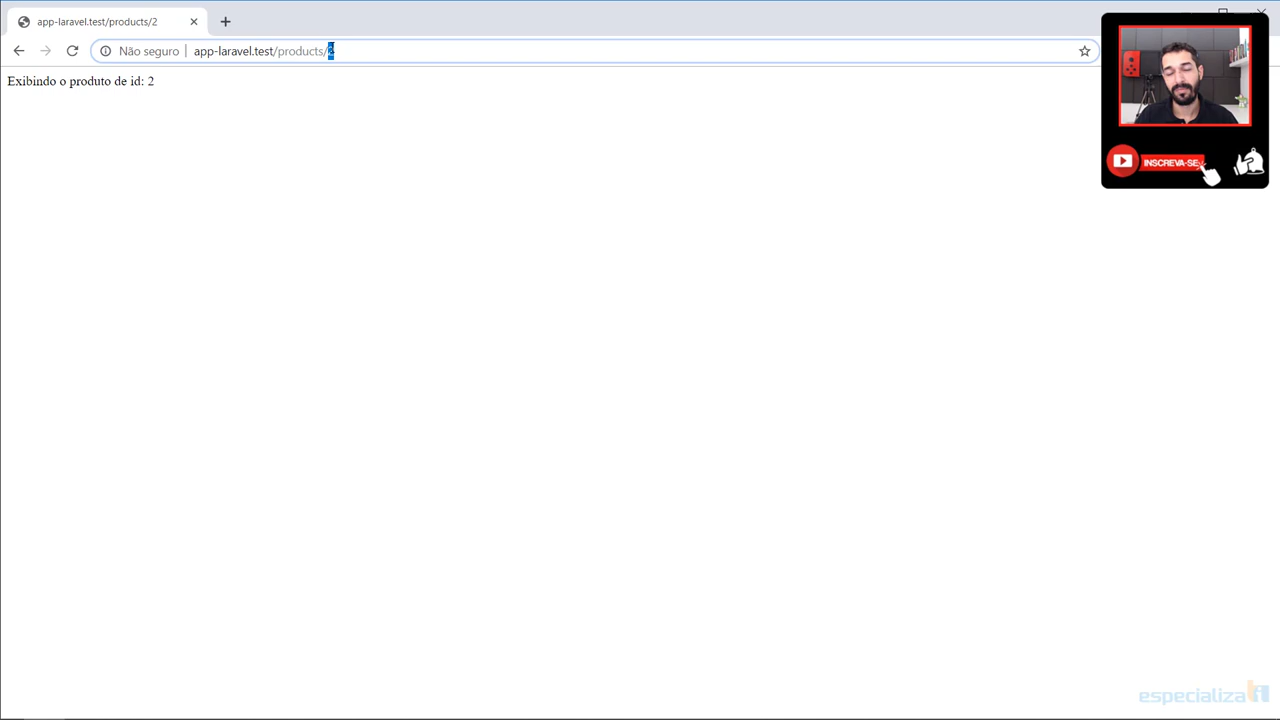 app-laravel.test/products/2
Não seguro
app-laravel.test/products/2
Exibindo o produto de id: 2
INSCREVA-SE
especializati